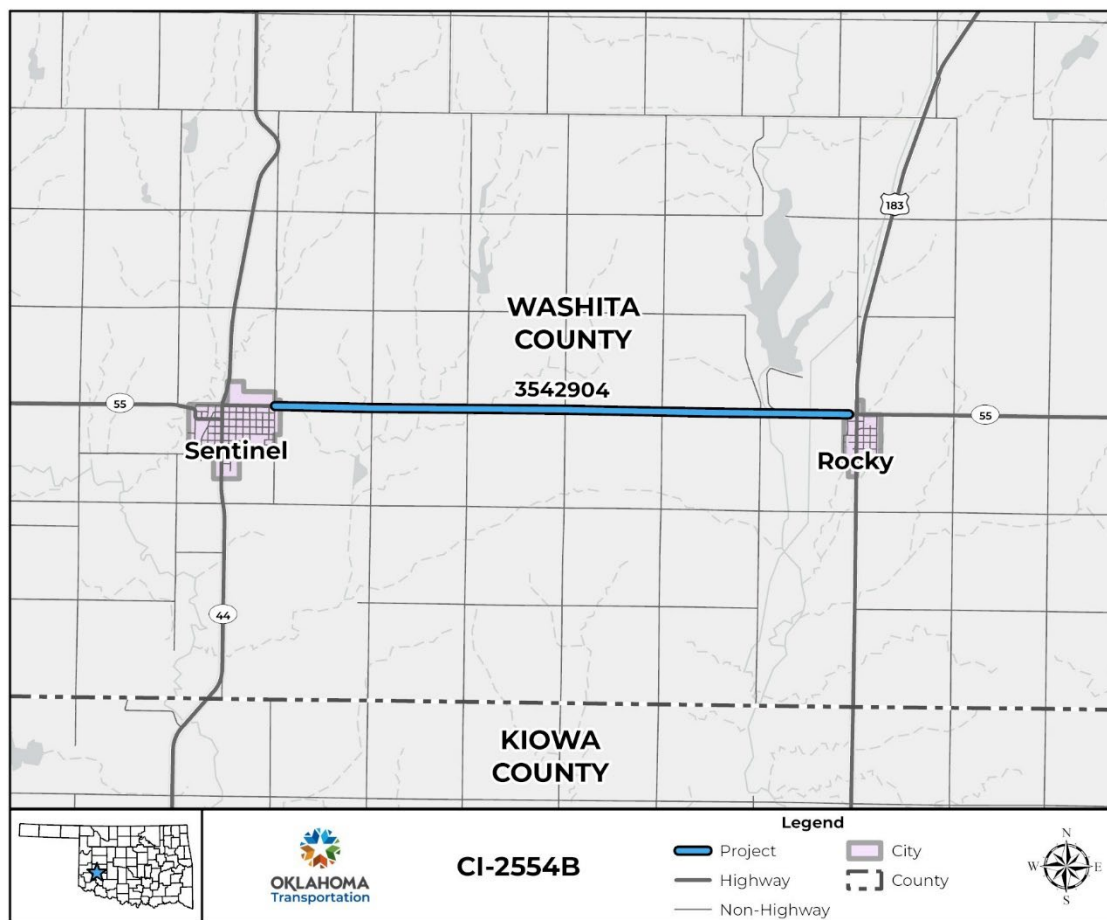 183
WASHITA
COUNTY
3542904
55
55
Sentinel
Rocky
44
KIOWA
COUNTY
OKLAHOMA
Transportation
CI-2554B
Legend
Project
Highway
Non-Highway
City
County
N
W
E
S